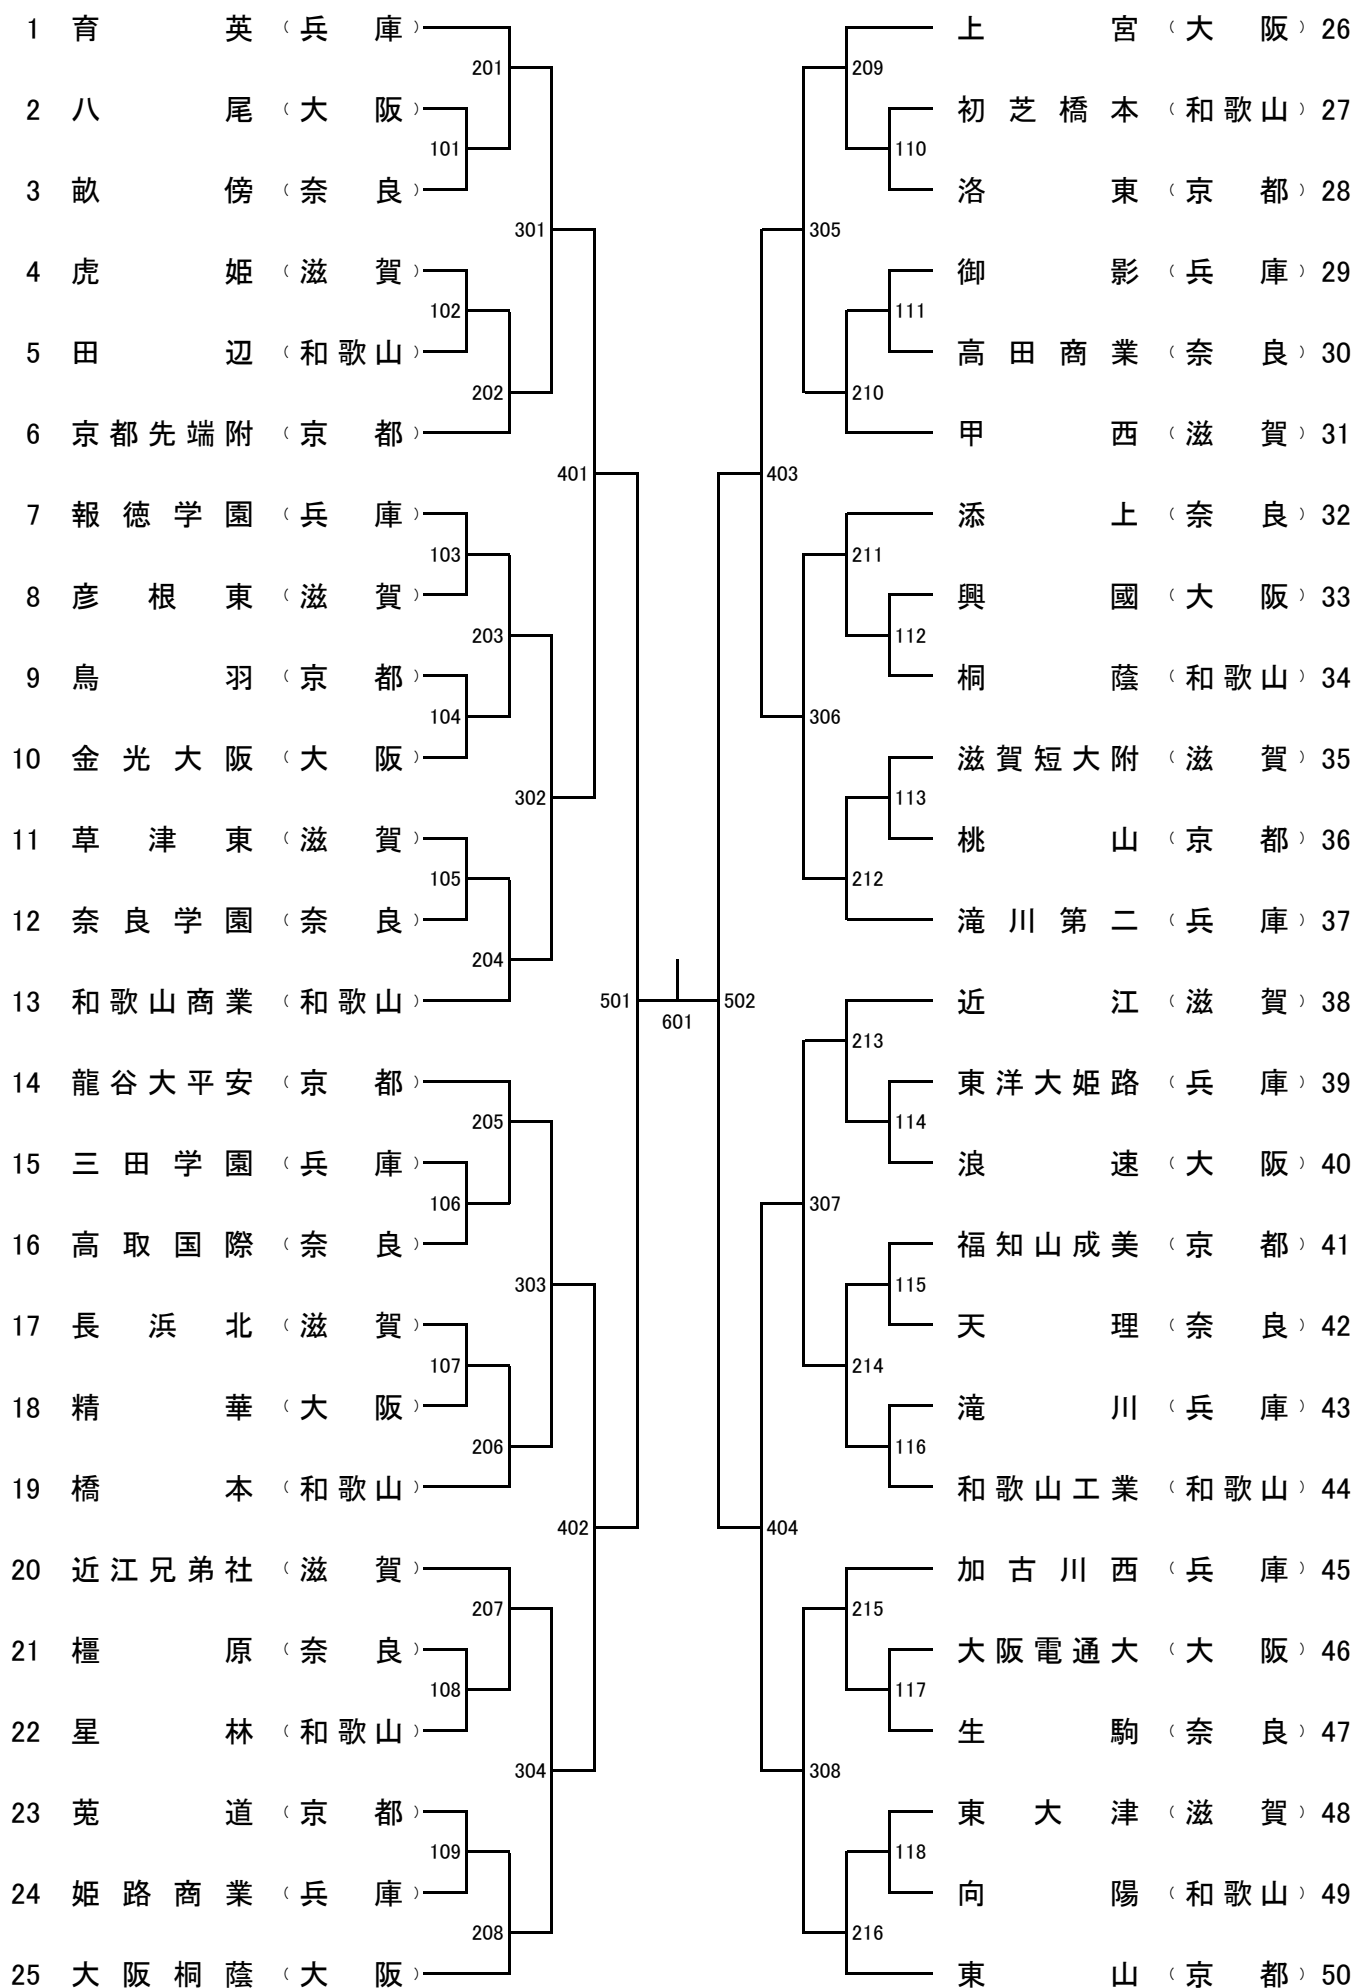 1 育英（兵庫）
201
2 八尾（大阪）
101
3 畝傍（奈良）
301
4 虎姫（滋賀）
102
5 田辺（和歌山）
202
6 京都先端附（京都）
401
7 報徳学園（兵庫）
103
8 彦根東（滋賀）
203
9 鳥羽（京都）
104
10 金光大阪（大阪）
302
11 草津東（滋賀）
105
12 奈良学園（奈良）
204
13 和歌山商業（和歌山）
501
601
14 龍谷大平安（京都）
205
15 三田学園（兵庫）
106
16 高取国際（奈良）
303
17 長浜北（滋賀）
107
18 精華（大阪）
206
19 橋本（和歌山）
402
20 近江兄弟社（滋賀）
207
21 橿原（奈良）
108
22 星林（和歌山）
304
23 莵道（京都）
109
24 姫路商業（兵庫）
208
25 大阪桐蔭（大阪）
上宮（大阪）26
209
初芝橋本（和歌山）27
110
洛東（京都）28
305
御影（兵庫）29
111
高田商業（奈良）30
210
甲西（滋賀）31
403
添上（奈良）32
211
興國（大阪）33
112
桐蔭（和歌山）34
306
滋賀短大附（滋賀）35
113
桃山（京都）36
212
滝川第二（兵庫）37
502
近江（滋賀）38
213
東洋大姫路（兵庫）39
114
浪速（大阪）40
307
福知山成美（京都）41
115
天理（奈良）42
214
滝川（兵庫）43
116
和歌山工業（和歌山）44
404
加古川西（兵庫）45
215
大阪電通大（大阪）46
117
生駒（奈良）47
308
東大津（滋賀）48
118
向陽（和歌山）49
216
東山（京都）50